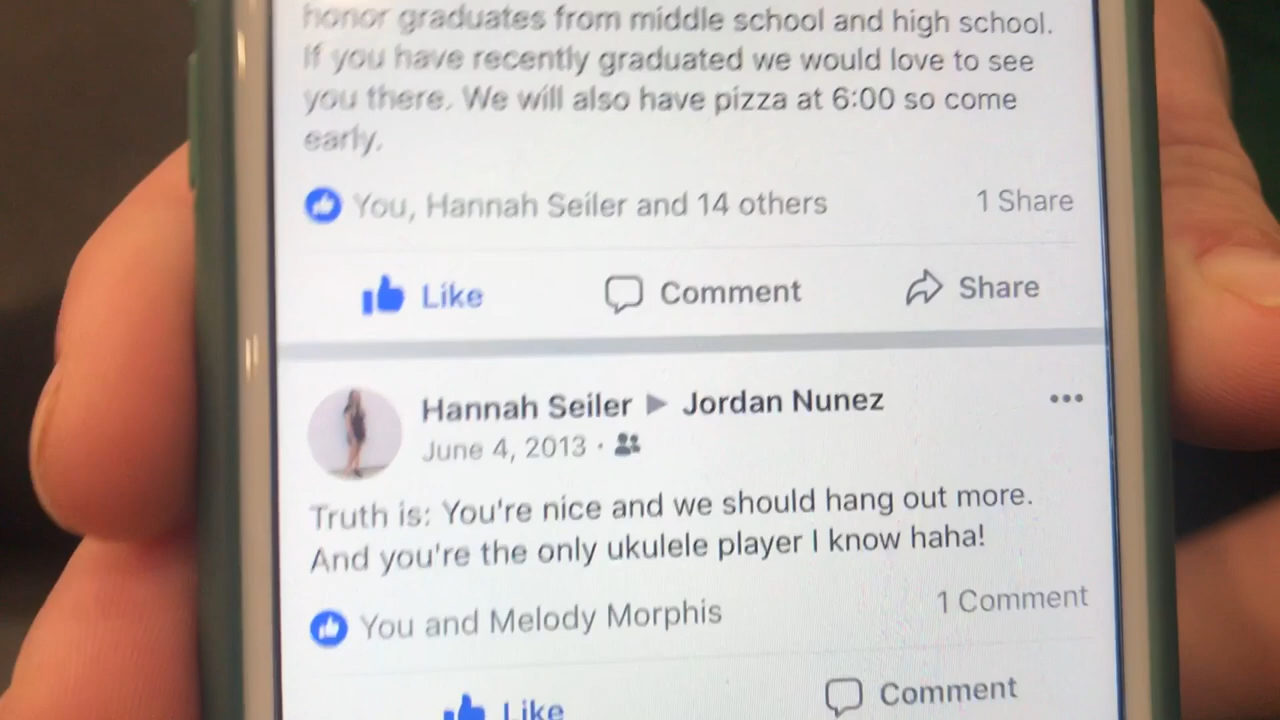 honor graduates from middle school and high school.
If you have recently graduated we would love to see
you there. We will also have pizza at 6:00 so come
early.
You, Hannah Seiler and 14 others 1 Share
Like Comment Share
Hannah Seiler ▶ Jordan Nunez
June 4, 2013 ·
Truth is: You're nice and we should hang out more.
And you're the only ukulele player I know haha!
You and Melody Morphis 1 Comment
Like Comment